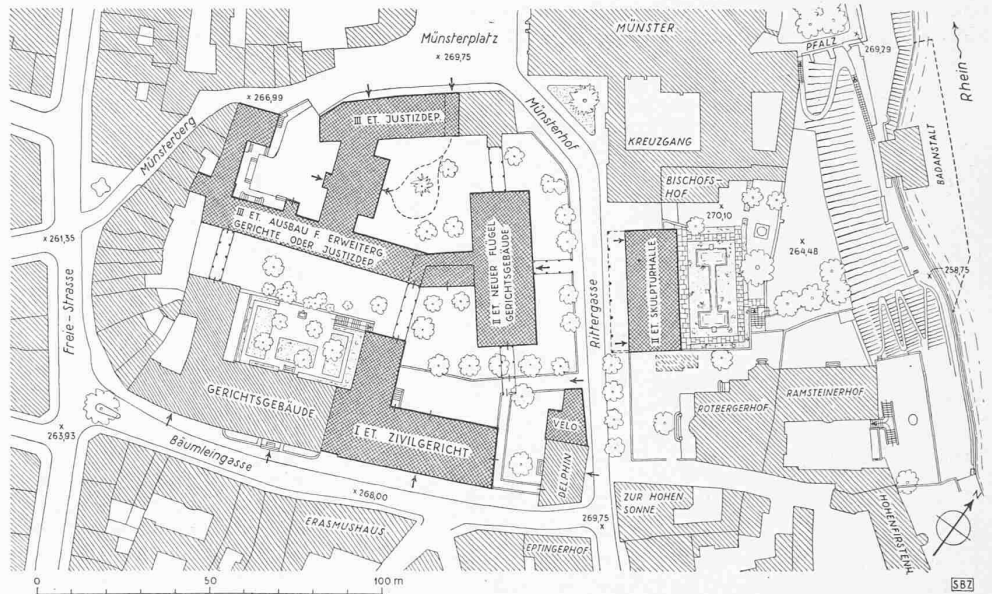 Münsterplatz
× 269,75
MÜNSTER
PFALZ
269,29
Rhein
× 266,99
III ET. JUSTIZDEP.
Münsterhof
Münsterberg
KREUZGANG
BADANSTALT
BISCHOFS-
HOF
270,10
III ET. AUSBAU F. ERWEITERG
GERICHTE ODER JUSTIZDEP.
× 261,35
II ET. NEUER FLÜGEL
GERICHTSGEBÄUDE
II ET. SKULPTURHALLE
× 264,48
258,75
Freie-Strasse
Rittergasse
GERICHTSGEBÄUDE
I ET. ZIVILGERICHT
VELO
DELPHIN
ROTBERGERHOF
RAMSTEINERHOF
× 263,93
Bäumleingasse
× 268,00
269,75 ×
ERASMUSHAUS
EPTINGERHOF
ZUR HOHEN
SONNE
HOHENFIRSTENH.
N
0 50 100 m
SBZ